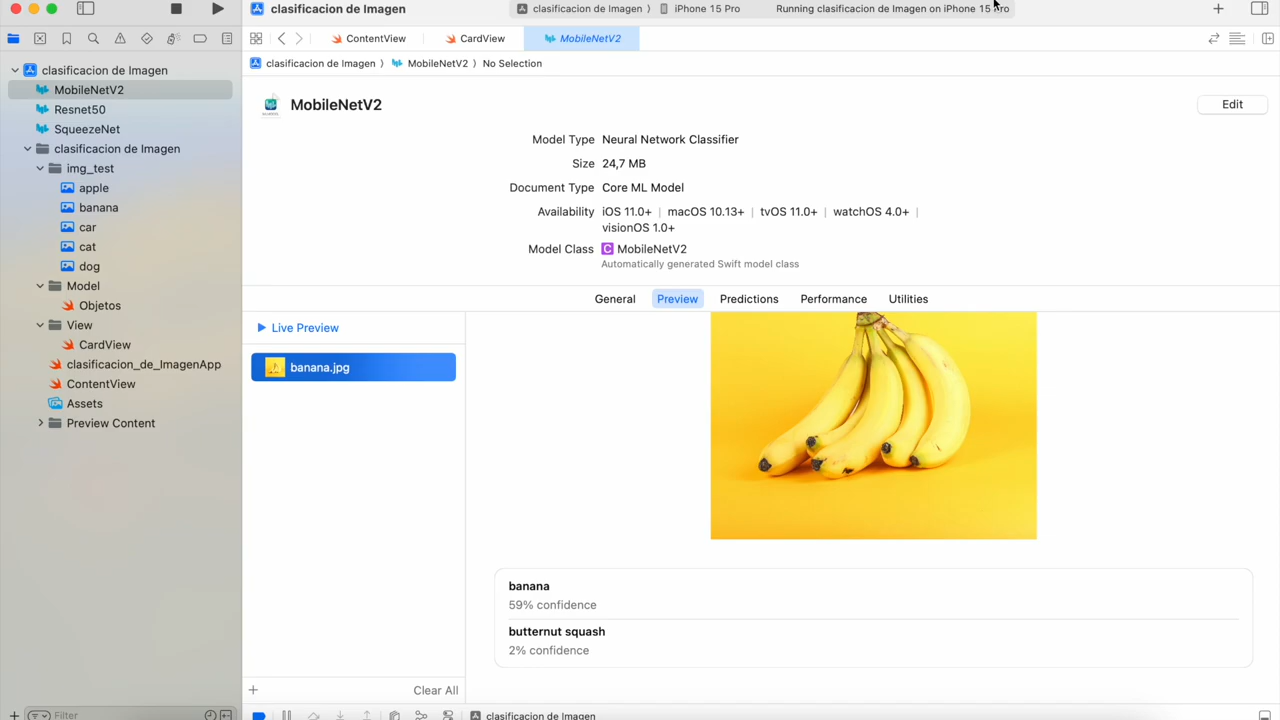 clasificacion de Imagen
clasificacion de Imagen
iPhone 15 Pro
Running clasificacion de Imagen on iPhone 15 Pro
ContentView
CardView
MobileNetV2
clasificacion de Imagen
MobileNetV2
No Selection
clasificacion de Imagen
MobileNetV2
Resnet50
SqueezeNet
clasificacion de Imagen
img_test
apple
banana
car
cat
dog
Model
Objetos
View
CardView
clasificacion_de_ImagenApp
ContentView
Assets
Preview Content
Filter
MobileNetV2
Edit
Model Type Neural Network Classifier
Size 24,7 MB
Document Type Core ML Model
Availability iOS 11.0+ | macOS 10.13+ | tvOS 11.0+ | watchOS 4.0+ |
visionOS 1.0+
Model Class C MobileNetV2
Automatically generated Swift model class
General Preview Predictions Performance Utilities
Live Preview
banana.jpg
Clear All
banana
59% confidence
butternut squash
2% confidence
clasificacion de Imagen